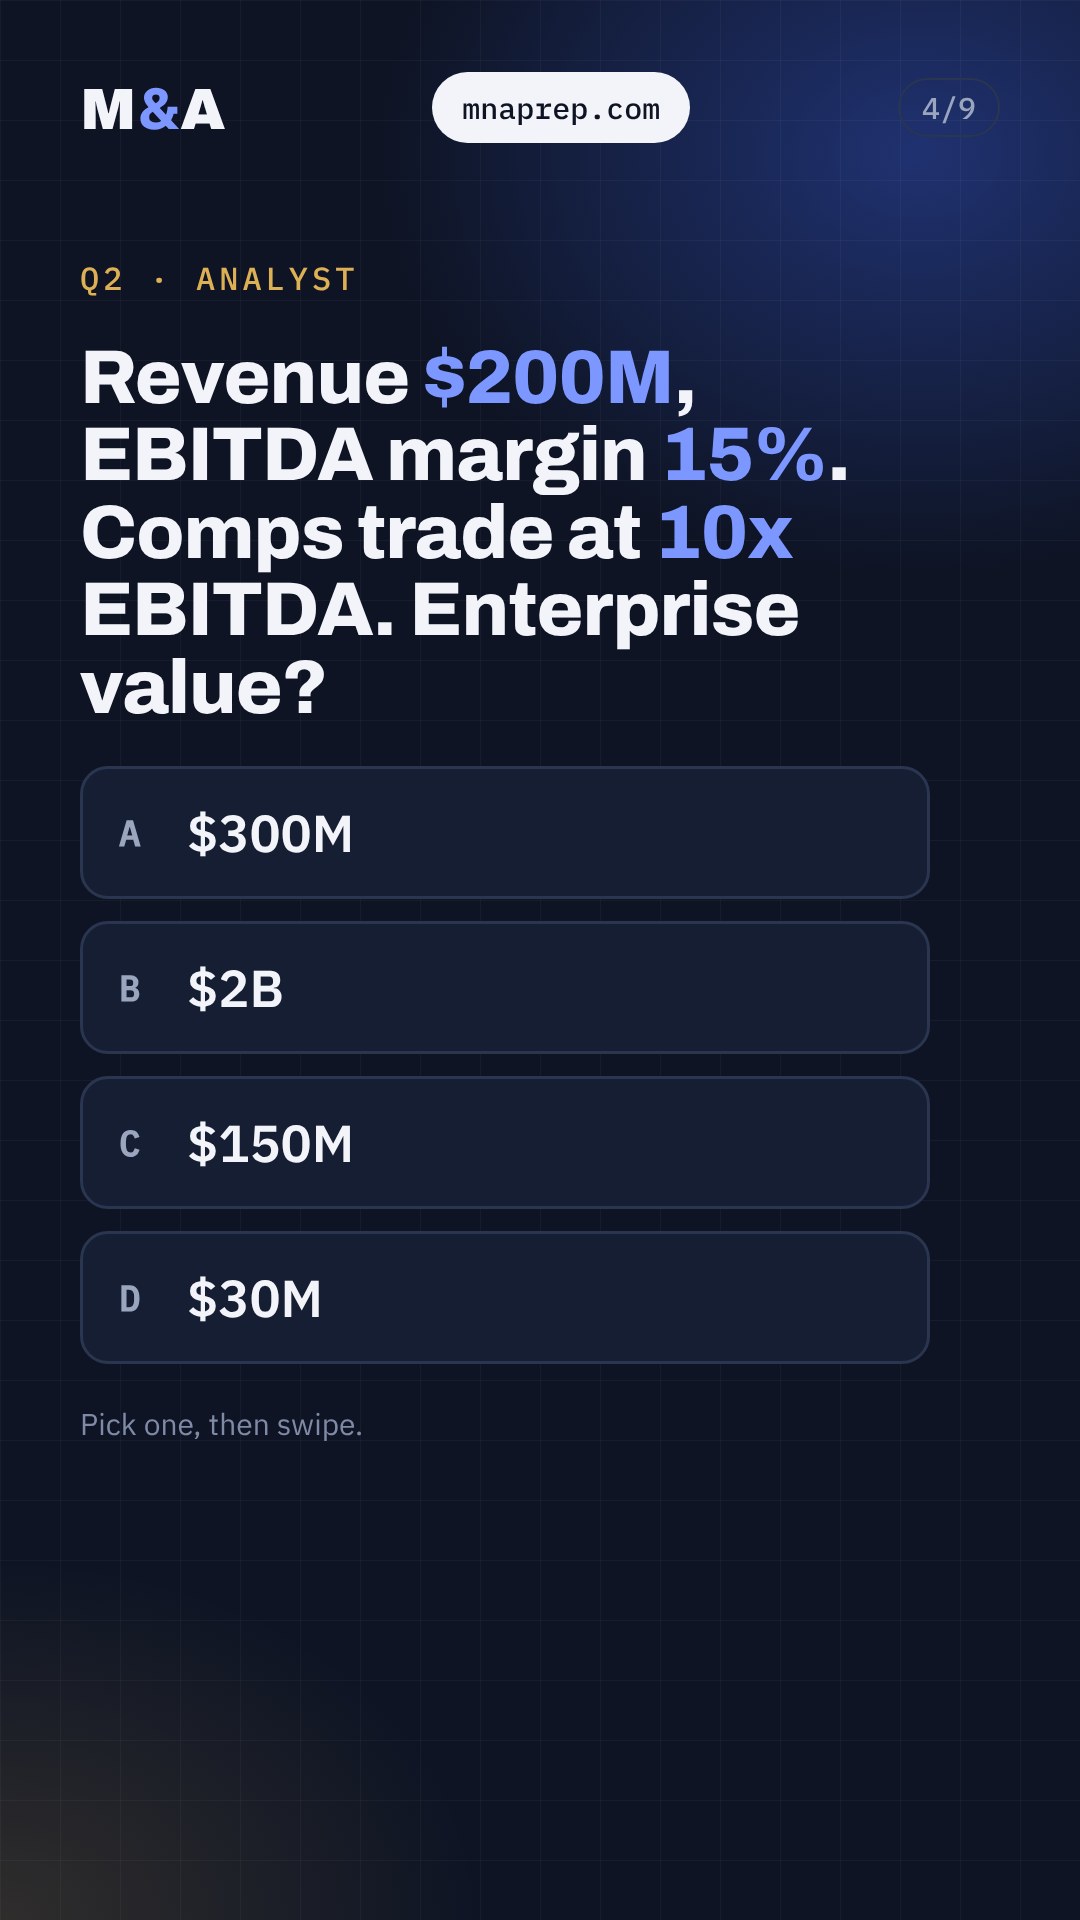 M&A
mnaprep.com
4/9
Q2 · ANALYST
Revenue $200M,
EBITDA margin 15%.
Comps trade at 10x
EBITDA. Enterprise
value?
A $300M
B $2B
C $150M
D $30M
Pick one, then swipe.